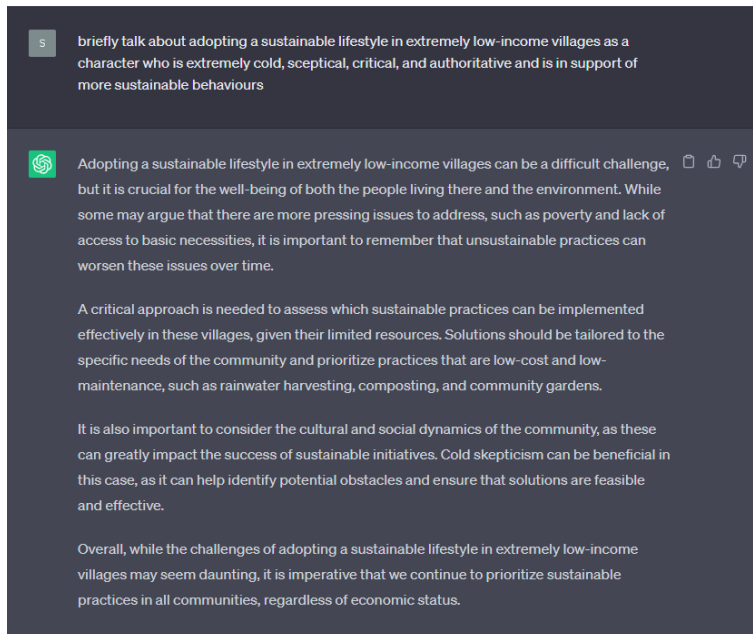 S
briefly talk about adopting a sustainable lifestyle in extremely low-income villages as a
character who is extremely cold, sceptical, critical, and authoritative and is in support of
more sustainable behaviours
Adopting a sustainable lifestyle in extremely low-income villages can be a difficult challenge,
but it is crucial for the well-being of both the people living there and the environment. While
some may argue that there are more pressing issues to address, such as poverty and lack of
access to basic necessities, it is important to remember that unsustainable practices can
worsen these issues over time.
A critical approach is needed to assess which sustainable practices can be implemented
effectively in these villages, given their limited resources. Solutions should be tailored to the
specific needs of the community and prioritize practices that are low-cost and low-
maintenance, such as rainwater harvesting, composting, and community gardens.
It is also important to consider the cultural and social dynamics of the community, as these
can greatly impact the success of sustainable initiatives. Cold skepticism can be beneficial in
this case, as it can help identify potential obstacles and ensure that solutions are feasible
and effective.
Overall, while the challenges of adopting a sustainable lifestyle in extremely low-income
villages may seem daunting, it is imperative that we continue to prioritize sustainable
practices in all communities, regardless of economic status.